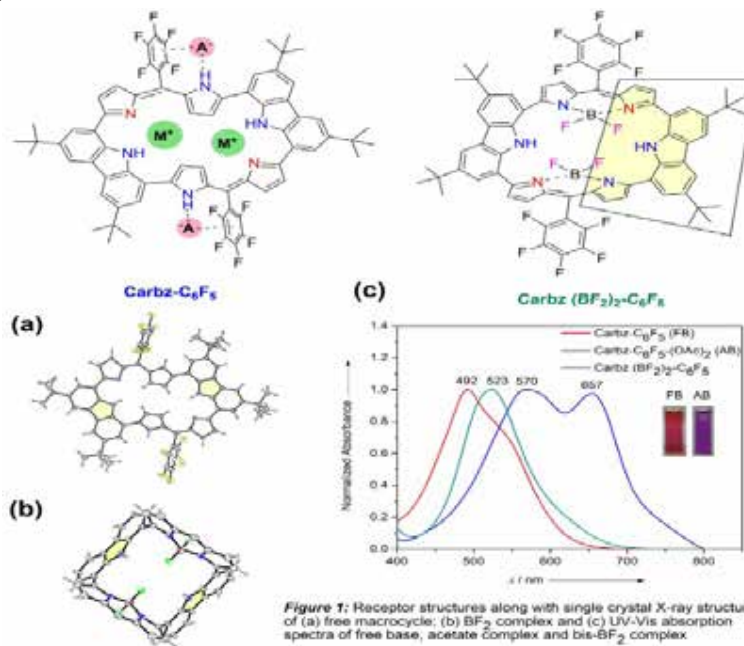 A⁻
M⁺
M⁺
A⁻
Carbz-C₆F₅
Carbz (BF₂)₂-C₆F₅
(a)
(b)
(c)
Carbz-C₆F₅ (FB)
Carbz-C₆F₅-(OAc)₂ (AB)
Carbz (BF₂)₂-C₆F₅
492 523 570 657
FB AB
Normalized Absorbance
1.4
1.2
1.0
0.8
0.6
0.4
0.2
0.0
400 500 600 700 800
λ / nm
Figure 1: Receptor structures along with single crystal X-ray structu
of (a) free macrocycle; (b) BF₂ complex and (c) UV-Vis absorption
spectra of free base, acetate complex and bis-BF₂ complex